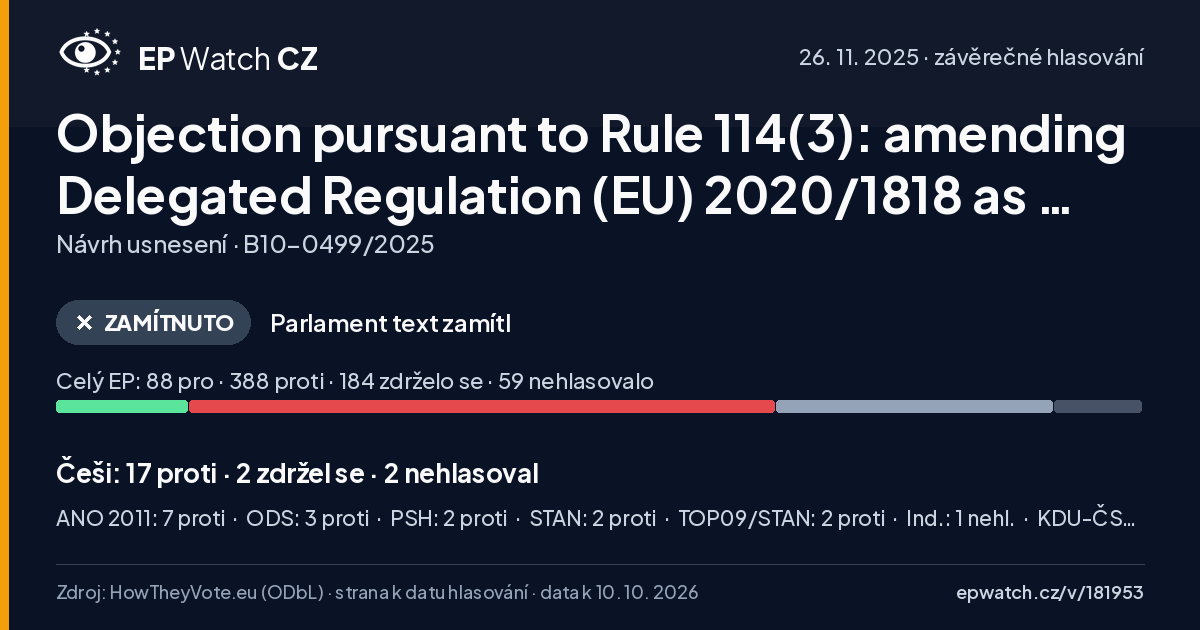 EP Watch CZ
26. 11. 2025 · závěrečné hlasování
Objection pursuant to Rule 114(3): amending
Delegated Regulation (EU) 2020/1818 as …
Návrh usnesení · B10-0499/2025
✕ ZAMÍTNUTO
Parlament text zamítl
Celý EP: 88 pro · 388 proti · 184 zdrželo se · 59 nehlasovalo
Češi: 17 proti · 2 zdržel se · 2 nehlasoval
ANO 2011: 7 proti · ODS: 3 proti · PSH: 2 proti · STAN: 2 proti · TOP09/STAN: 2 proti · Ind.: 1 nehl. · KDU-ČS…
Zdroj: HowTheyVote.eu (ODbL) · strana k datu hlasování · data k 10. 10. 2026
epwatch.cz/v/181953